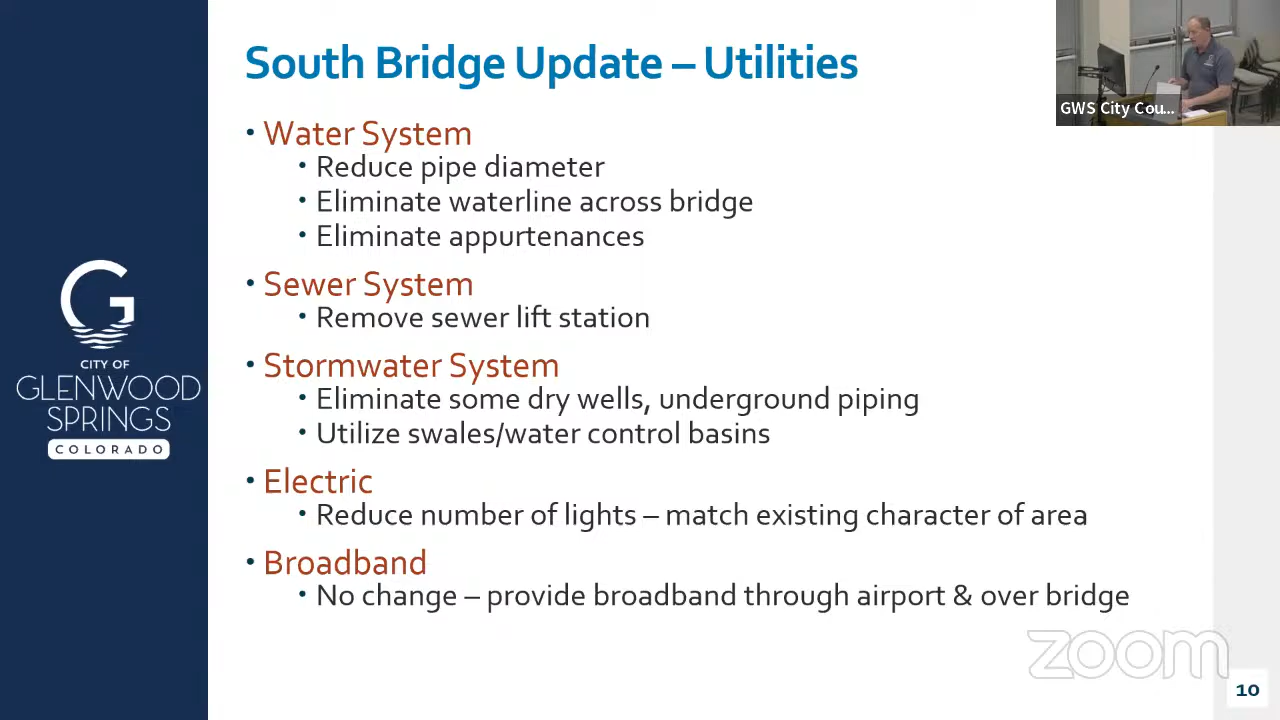 South Bridge Update – Utilities
GWS City Cou...
• Water System
• Reduce pipe diameter
• Eliminate waterline across bridge
• Eliminate appurtenances
• Sewer System
• Remove sewer lift station
• Stormwater System
• Eliminate some dry wells, underground piping
• Utilize swales/water control basins
• Electric
• Reduce number of lights – match existing character of area
• Broadband
• No change – provide broadband through airport & over bridge
G
CITY OF
GLENWOOD
SPRINGS
COLORADO
zoom
10